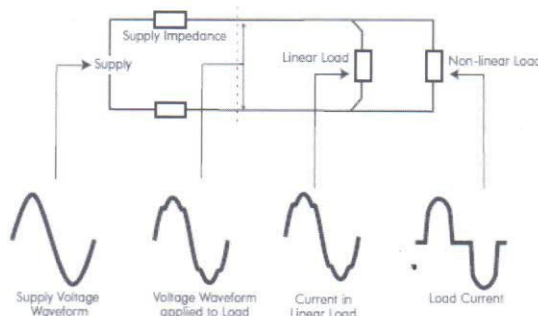 Supply Impedance
Supply
Linear Load
Non-linear Load
Supply Voltage
Waveform
Voltage Waveform
applied to Load
Current in
Linear Load
Load Current